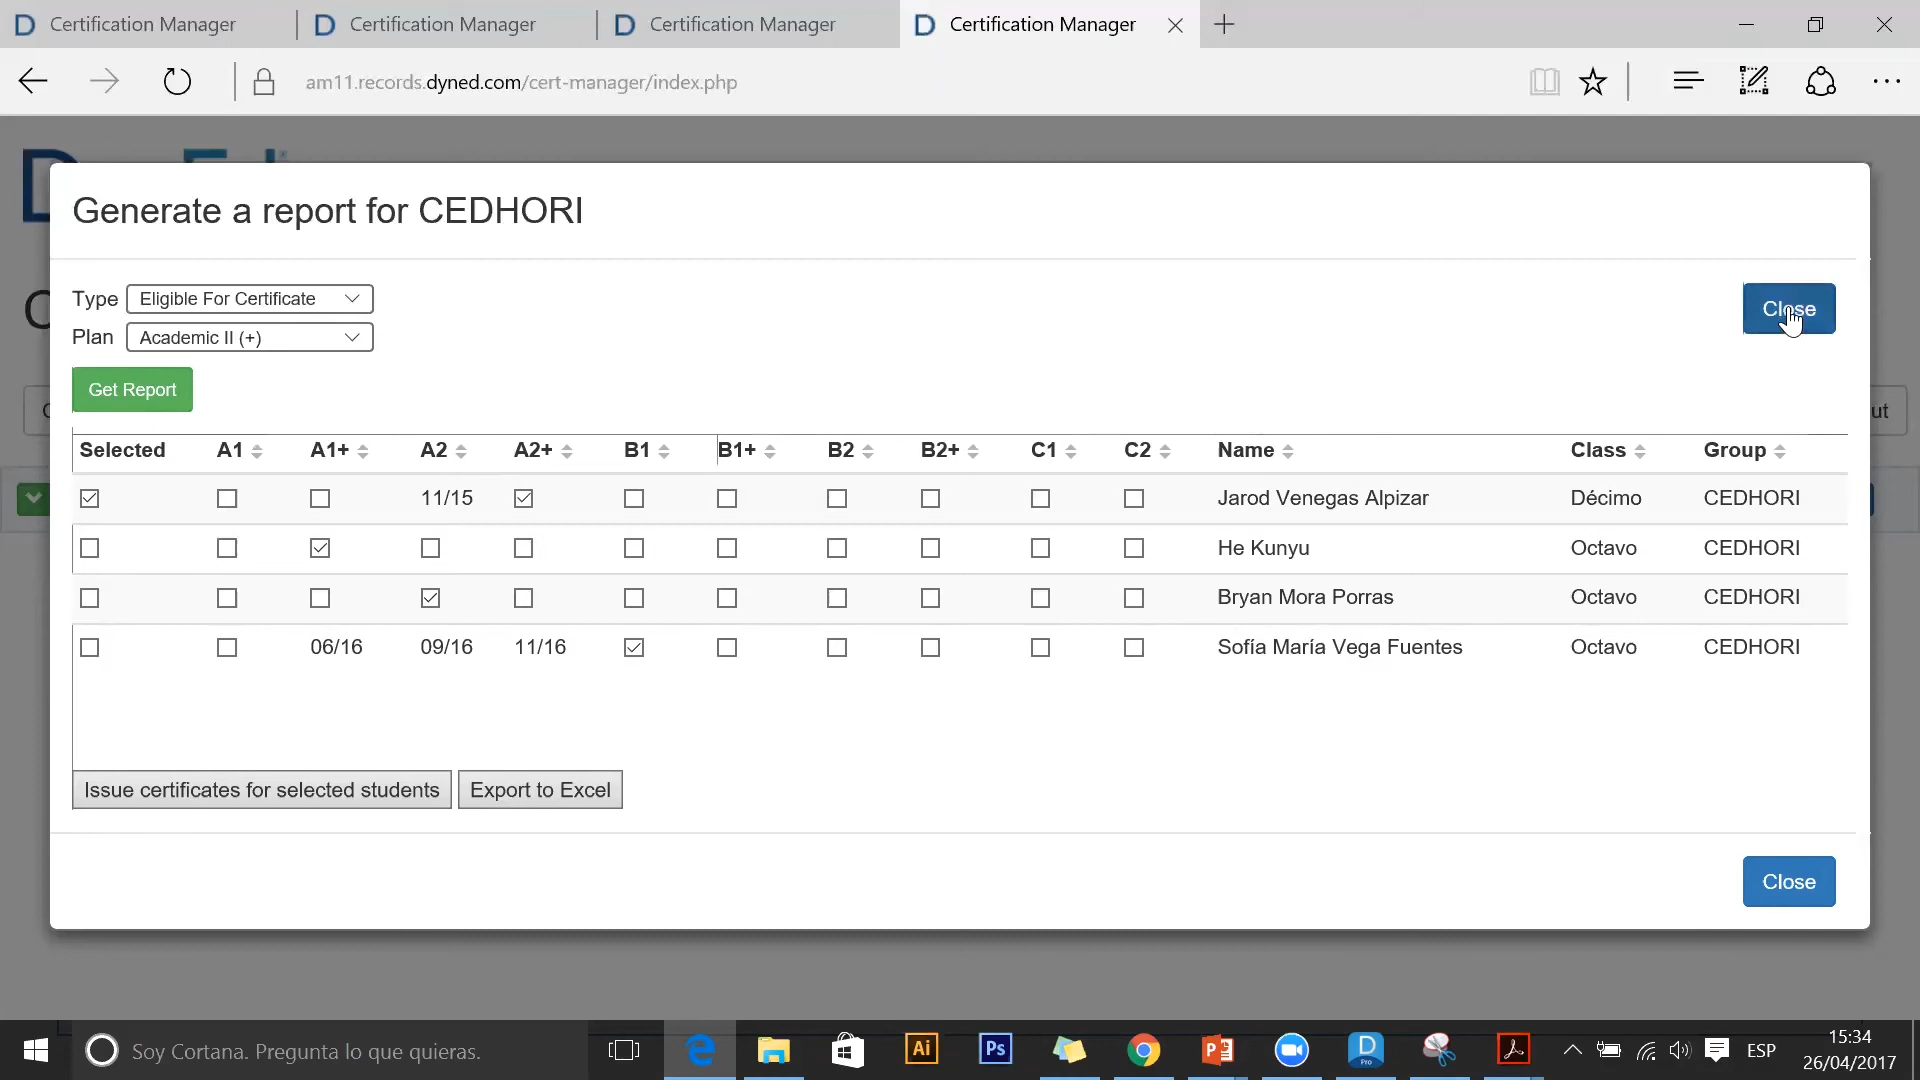 Certification Manager
Certification Manager
Certification Manager
Certification Manager
am11.records.dyned.com/cert-manager/index.php
Generate a report for CEDHORI
Type Eligible For Certificate
Close
Plan Academic II (+)
Get Report
ut
Selected A1 A1+ A2 A2+ B1 B1+ B2 B2+ C1 C2 Name Class Group
11/15 Jarod Venegas Alpizar Décimo CEDHORI
He Kunyu Octavo CEDHORI
Bryan Mora Porras Octavo CEDHORI
06/16 09/16 11/16 Sofía María Vega Fuentes Octavo CEDHORI
Issue certificates for selected students Export to Excel
Close
Soy Cortana. Pregunta lo que quieras.
Ai
Ps
D
Pro
ESP
15:34
26/04/2017